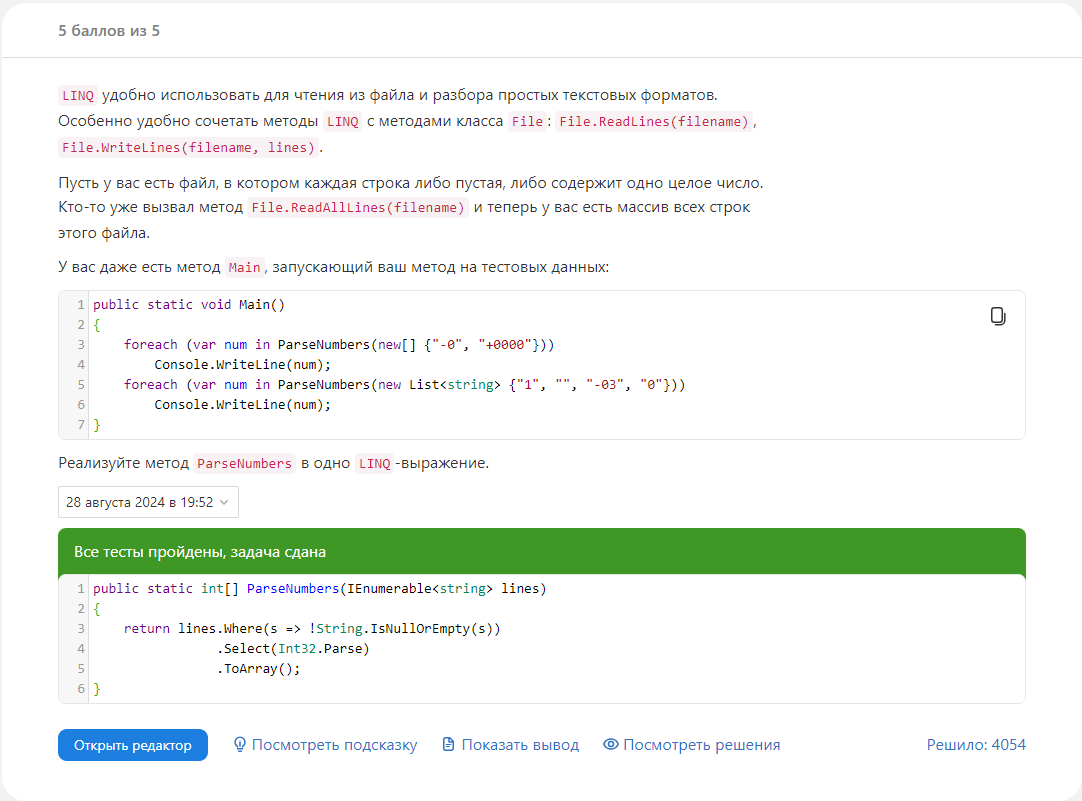 5 баллов из 5
LINQ удобно использовать для чтения из файла и разбора простых текстовых форматов.
Особенно удобно сочетать методы LINQ с методами класса File: File.ReadLines(filename),
File.WriteLines(filename, lines).
Пусть у вас есть файл, в котором каждая строка либо пустая, либо содержит одно целое число.
Кто-то уже вызвал метод File.ReadAllLines(filename) и теперь у вас есть массив всех строк
этого файла.
У вас даже есть метод Main, запускающий ваш метод на тестовых данных:
1 public static void Main()
2 {
3     foreach (var num in ParseNumbers(new[] {"-0", "+0000"}))
4         Console.WriteLine(num);
5     foreach (var num in ParseNumbers(new List<string> {"1", "", "-03", "0"}))
6         Console.WriteLine(num);
7 }
Реализуйте метод ParseNumbers в одно LINQ-выражение.
28 августа 2024 в 19:52
Все тесты пройдены, задача сдана
1 public static int[] ParseNumbers(IEnumerable<string> lines)
2 {
3     return lines.Where(s => !String.IsNullOrEmpty(s))
4                 .Select(Int32.Parse)
5                 .ToArray();
6 }
Открыть редактор Посмотреть подсказку Показать вывод Посмотреть решения Решило: 4054